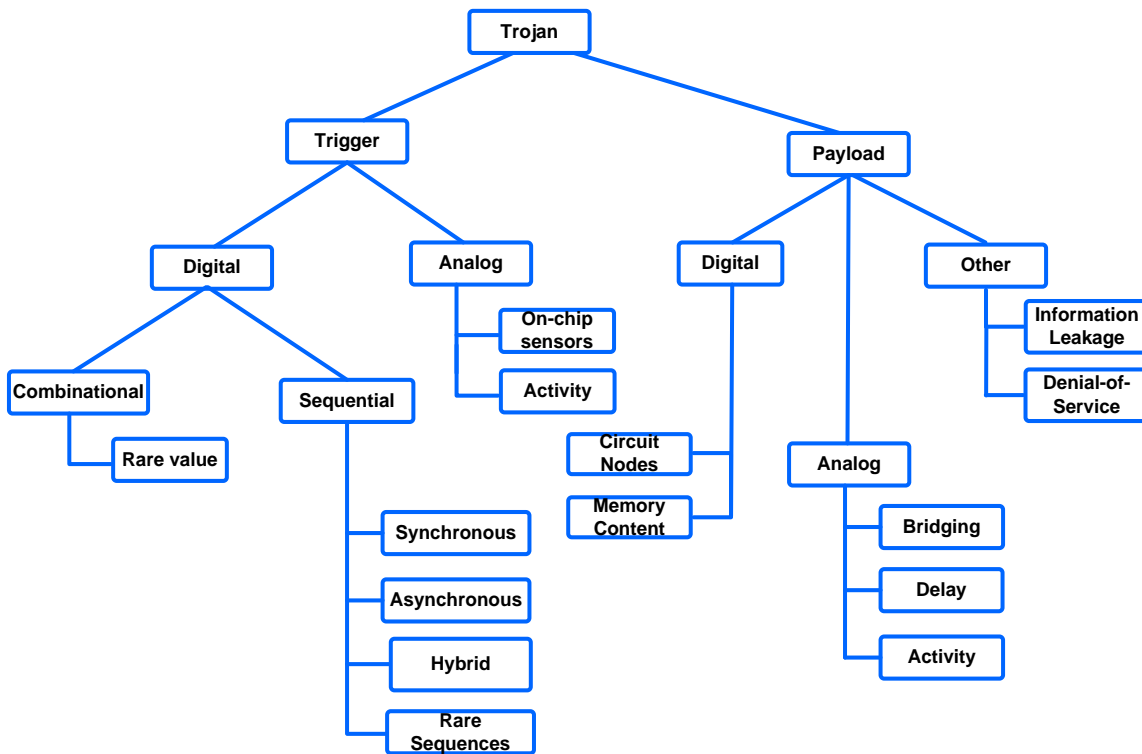 Trojan
Trigger
Payload
Digital
Analog
Digital
Other
On-chip
sensors
Activity
Information
Leakage
Denial-of-
Service
Combinational
Sequential
Rare value
Circuit
Nodes
Memory
Content
Analog
Synchronous
Asynchronous
Hybrid
Rare
Sequences
Bridging
Delay
Activity